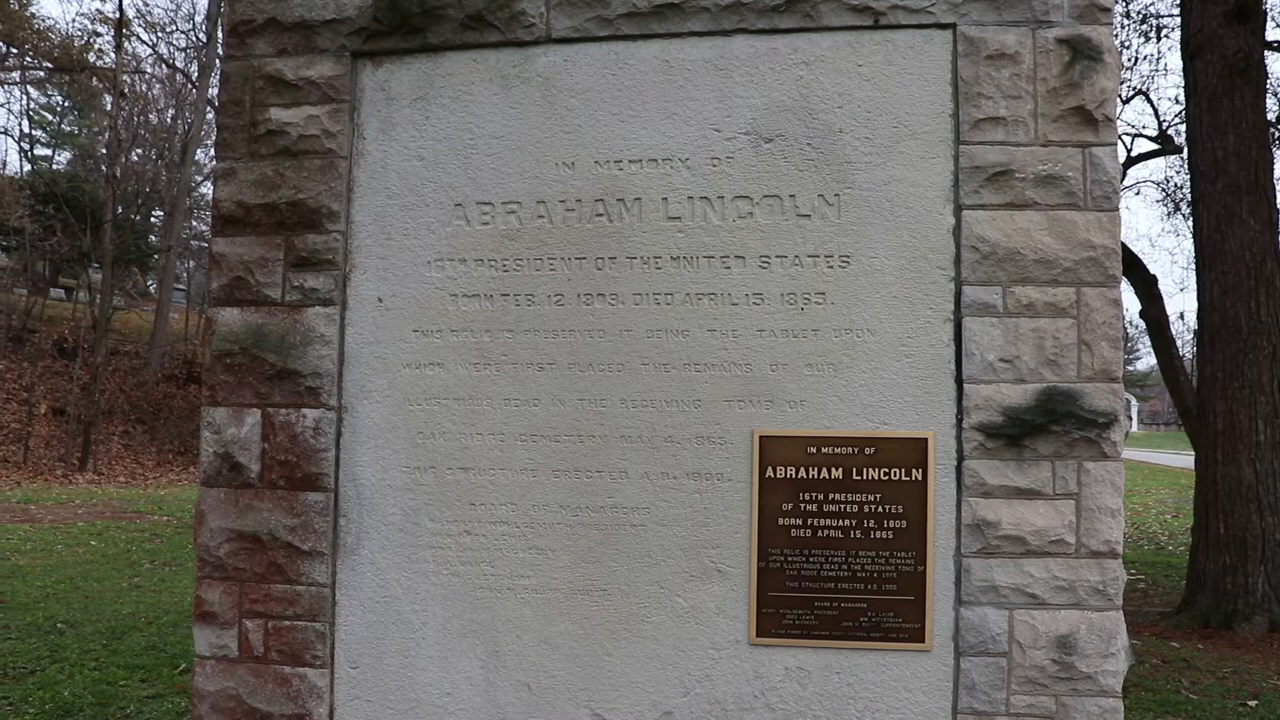 IN MEMORY OF
ABRAHAM LINCOLN
16TH PRESIDENT OF THE UNITED STATES
BORN FEB. 12, 1809. DIED APRIL 15, 1865.
THIS RELIC IS PRESERVED IT BEING THE TABLET UPON
WHICH WERE FIRST PLACED THE REMAINS OF OUR
ILLUSTRIOUS DEAD IN THE RECEIVING TOMB OF
OAK RIDGE CEMETERY MAY 4, 1865.
THIS STRUCTURE ERECTED A.D. 1900.
BOARD OF MANAGERS
IN MEMORY OF
ABRAHAM LINCOLN
16TH PRESIDENT
OF THE UNITED STATES
BORN FEBRUARY 12, 1809
DIED APRIL 15, 1865
THIS RELIC IS PRESERVED, IT BEING THE TABLET
UPON WHICH WERE FIRST PLACED THE REMAINS
OF OUR ILLUSTRIOUS DEAD IN THE RECEIVING TOMB OF
OAK RIDGE CEMETERY MAY 4, 1865
THIS STRUCTURE ERECTED A.D. 1900
BOARD OF MANAGERS
HENRY WOHLGEMUTH PRESIDENT